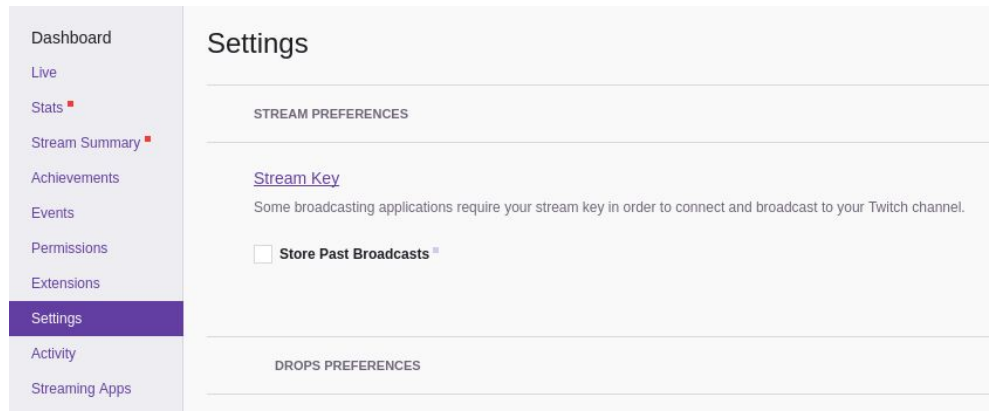 Dashboard
Live
Stats
Stream Summary
Achievements
Events
Permissions
Extensions
Settings
Activity
Streaming Apps
Settings
STREAM PREFERENCES
Stream Key
Some broadcasting applications require your stream key in order to connect and broadcast to your Twitch channel.
Store Past Broadcasts
DROPS PREFERENCES